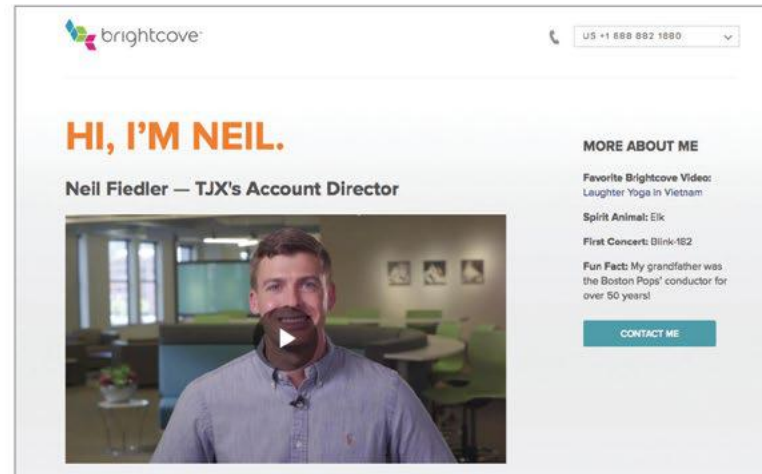 brightcove
US +1 888 882 1880
HI, I'M NEIL.
Neil Fiedler — TJX's Account Director
MORE ABOUT ME
Favorite Brightcove Video:
Laughter Yoga in Vietnam
Spirit Animal: Elk
First Concert: Blink-182
Fun Fact: My grandfather was
the Boston Pops' conductor for
over 50 years!
CONTACT ME